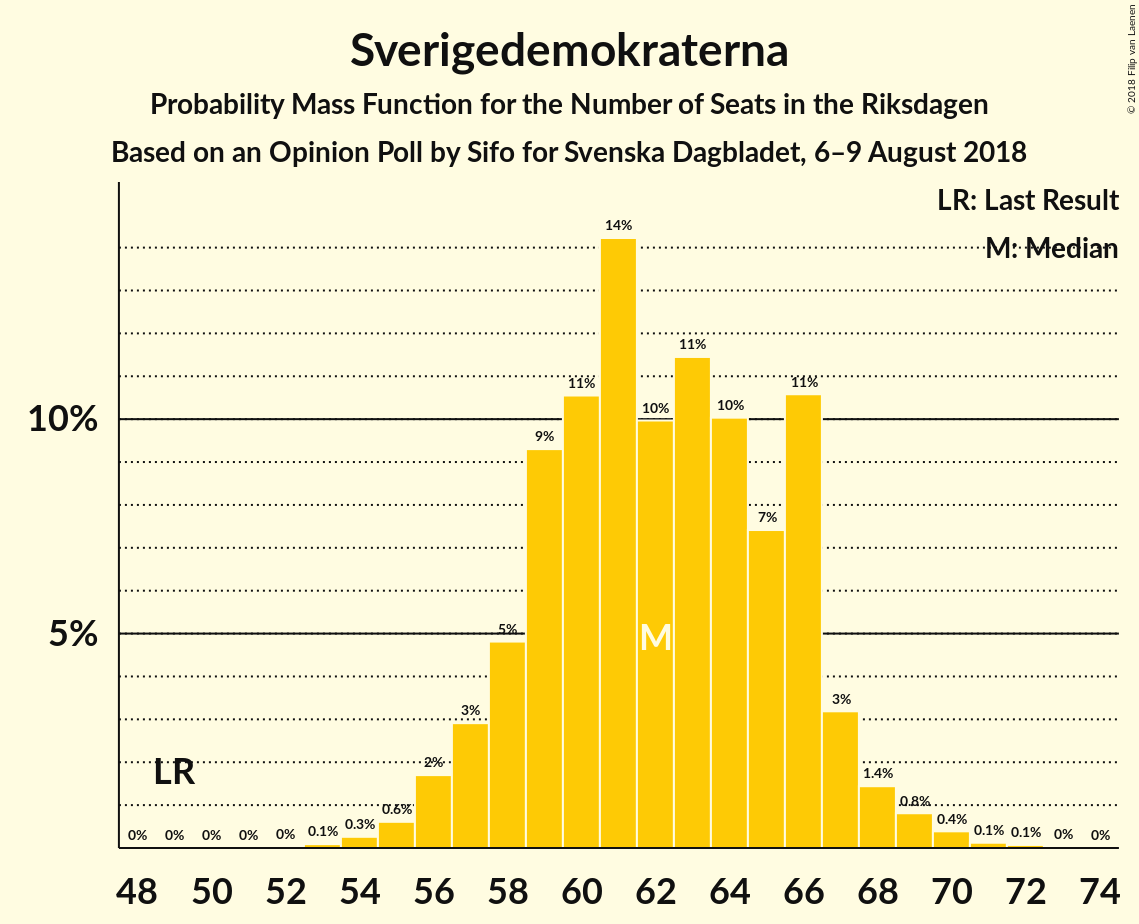 Sverigedemokraterna
Probability Mass Function for the Number of Seats in the Riksdagen
Based on an Opinion Poll by Sifo for Svenska Dagbladet, 6–9 August 2018
© 2018 Filip van Laenen
LR: Last Result
M: Median
10%
5%
LR
M
0% 0% 0% 0% 0% 0.1% 0.3% 0.6% 2% 3% 5% 9% 11% 14% 10% 11% 10% 7% 11% 3% 1.4% 0.8% 0.4% 0.1% 0.1% 0% 0%
48 50 52 54 56 58 60 62 64 66 68 70 72 74